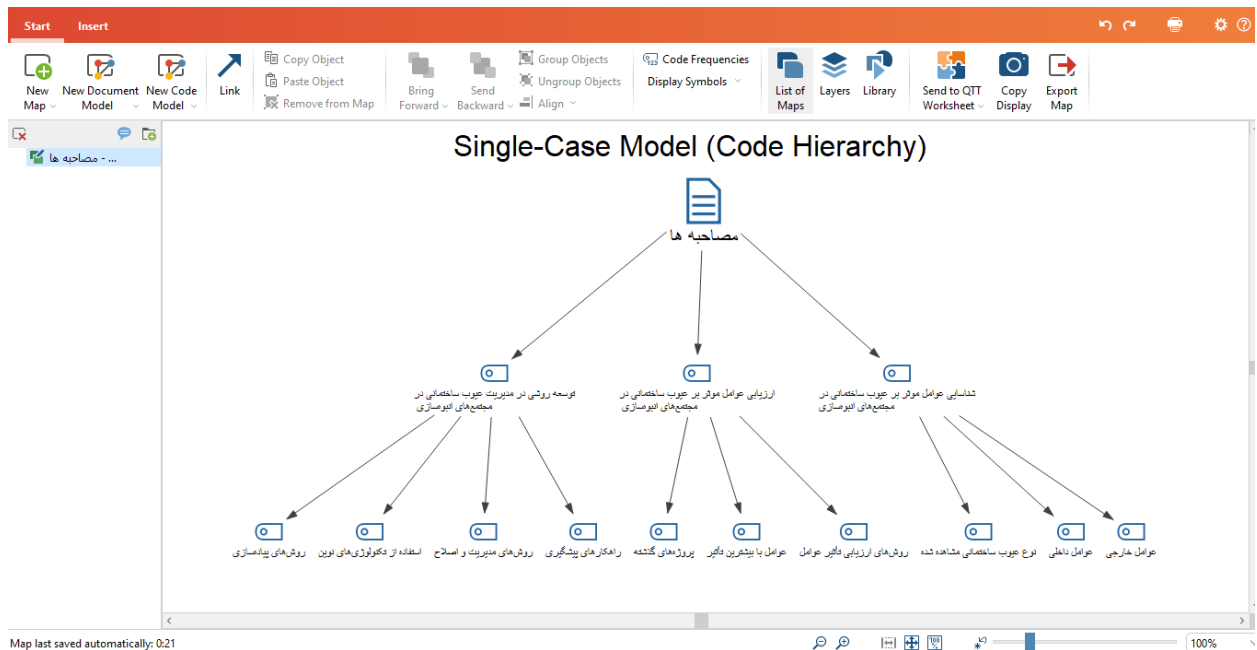 Start
Insert
New Map
New Document Model
New Code Model
Link
Copy Object
Paste Object
Remove from Map
Bring Forward
Send Backward
Group Objects
Ungroup Objects
Align
Code Frequencies
Display Symbols
List of Maps
Layers
Library
Send to QTT Worksheet
Copy Display
Export Map
مصاحبه ها - ...
Single-Case Model (Code Hierarchy)
مصاحبه ها
شناسایی عوامل موثر بر عیوب ساختمانی در
مجتمع‌های انبوه‌سازی
ارزیابی عوامل موثر بر عیوب ساختمانی در
مجتمع‌های انبوه‌سازی
توسعه روشی در مدیریت عیوب ساختمانی در
مجتمع‌های انبوه‌سازی
عوامل خارجی
عوامل داخلی
نوع عیوب ساختمانی مشاهده شده
روش‌های ارزیابی تأثیر عوامل
عوامل با بیشترین تأثیر
پروژه‌های گذشته
راهکارهای پیشگیری
روش‌های مدیریت و اصلاح
استفاده از تکنولوژی‌های نوین
روش‌های پیاده‌سازی
Map last saved automatically: 0:21
100%